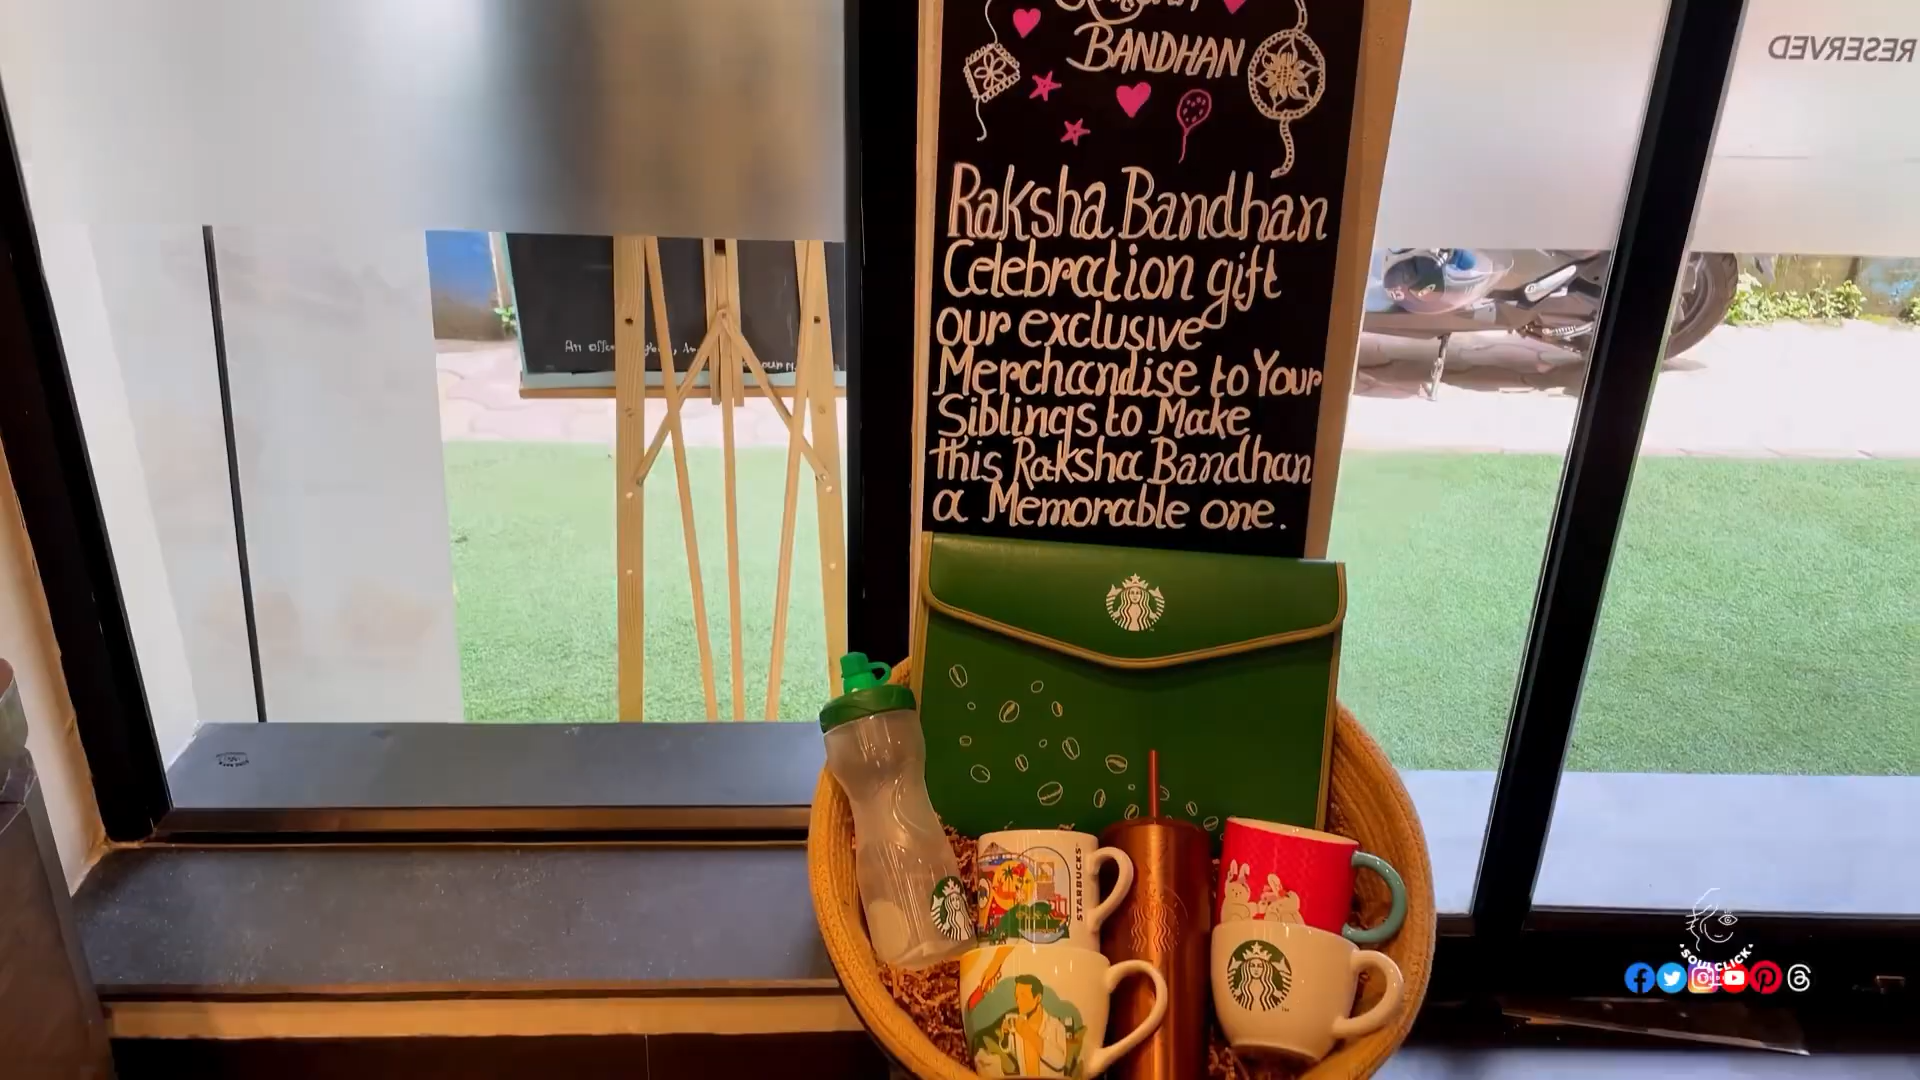 BANDHAN
Raksha Bandhan
Celebration gift
our exclusive
Merchandise to Your
Siblings to Make
this Raksha Bandhan
a Memorable one.
RESERVED
STARBUCKS
SOULCLICK